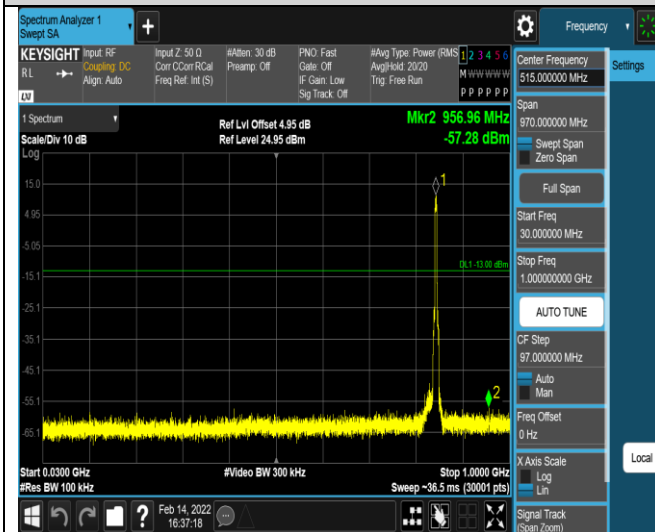 Spectrum Analyzer 1
Swept SA
+
Frequency
KEYSIGHT
RL
LXI
Input: RF
Coupling: DC
Align: Auto
Input Z: 50 Ω
Corr CCorr RCal
Freq Ref: Int (S)
#Atten: 30 dB
Preamp: Off
PNO: Fast
Gate: Off
IF Gain: Low
Sig Track: Off
#Avg Type: Power (RMS
Avg|Hold: 20/20
Trig: Free Run
1 2 3 4 5 6
M W W W W W
P P P P P P
1 Spectrum
Scale/Div 10 dB
Log
Ref Lvl Offset 4.95 dB
Ref Level 24.95 dBm
Mkr2 956.96 MHz
-57.28 dBm
15.0
4.95
-5.05
-15.1
-25.1
-35.1
-45.1
-55.1
-65.1
1
DL1 -13.00 dBm
2
Start 0.0300 GHz
#Res BW 100 kHz
#Video BW 300 kHz
Stop 1.0000 GHz
Sweep ~36.5 ms (30001 pts)
Feb 14, 2022
16:37:18
Center Frequency
515.000000 MHz
Span
970.000000 MHz
Swept Span
Zero Span
Full Span
Start Freq
30.000000 MHz
Stop Freq
1.000000000 GHz
AUTO TUNE
CF Step
97.000000 MHz
Auto
Man
Freq Offset
0 Hz
X Axis Scale
Log
Lin
Signal Track
(Span Zoom)
Settings
Local